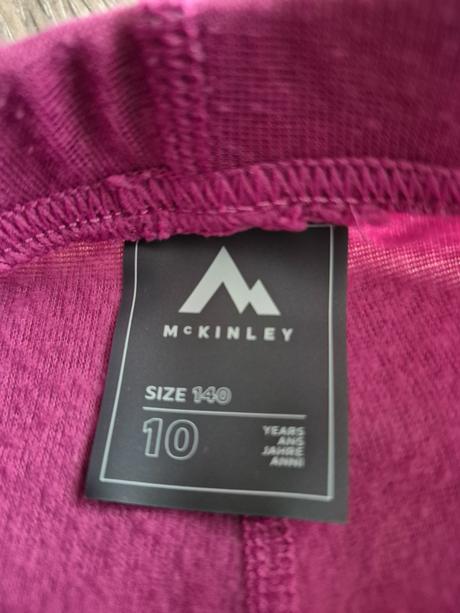 McKINLEY
SIZE 140
10
YEARS
ANS
JAHRE
ANNI